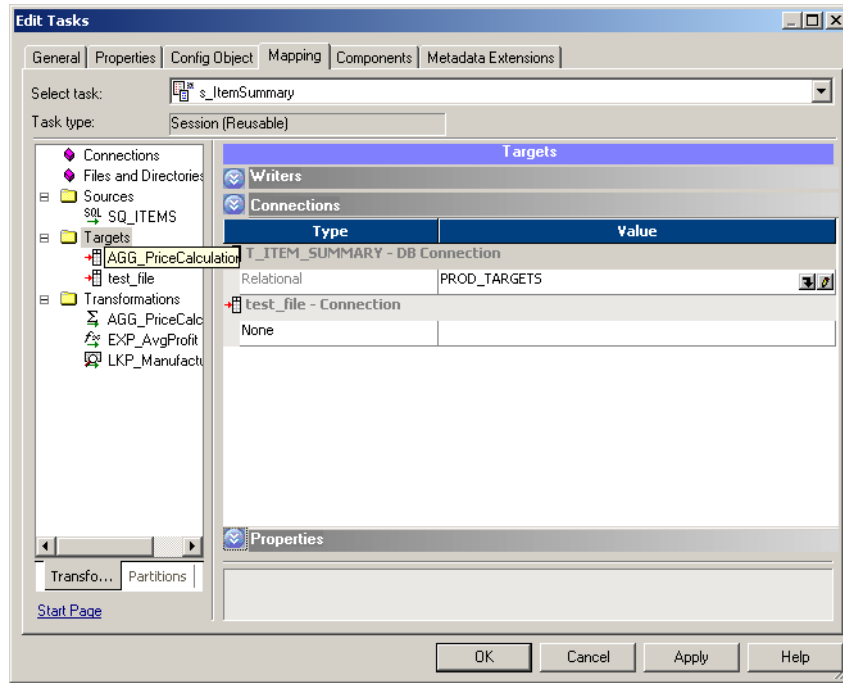 Edit Tasks
General Properties Config Object Mapping Components Metadata Extensions
Select task: s_ItemSummary
Task type: Session (Reusable)
Connections
Files and Directories
Sources
SQL SQ_ITEMS
Targets
AGG_PriceCalculation
test_file
Transformations
AGG_PriceCalc
EXP_AvgProfit
LKP_Manufactu
Transfo... Partitions
Start Page
Targets
Writers
Connections
Type Value
T_ITEM_SUMMARY - DB Connection
Relational PROD_TARGETS
test_file - Connection
None
Properties
OK Cancel Apply Help